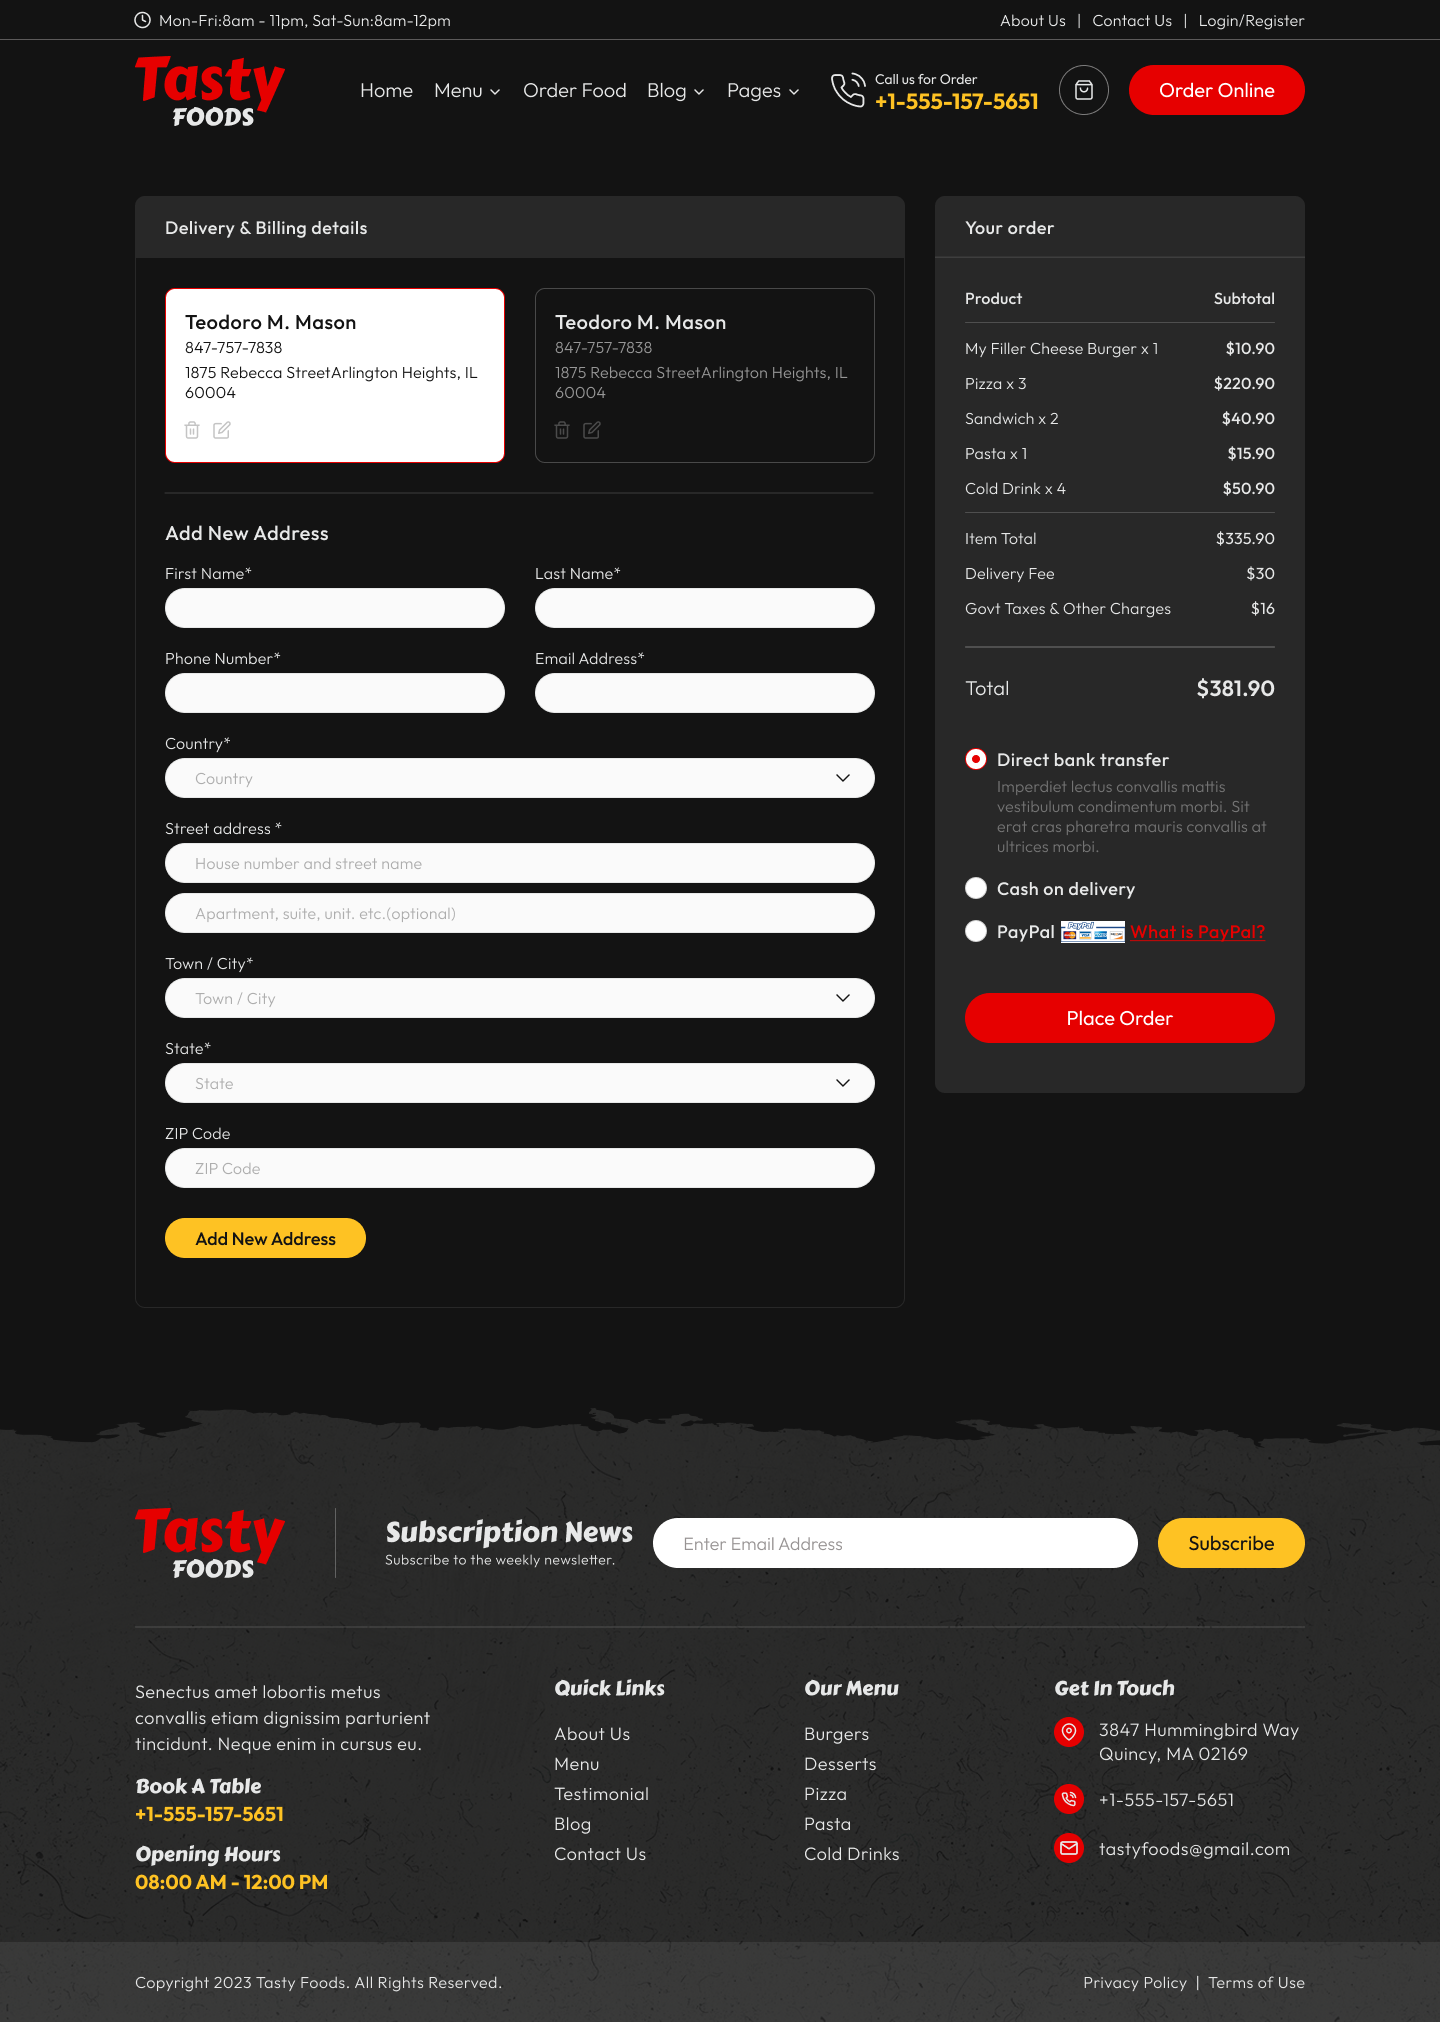 Mon-Fri:8am - 11pm, Sat-Sun:8am-12pm
About Us | Contact Us | Login/Register
Tasty
FOODS
Home Menu Order Food Blog Pages
Call us for Order
+1-555-157-5651
Order Online
Delivery & Billing details
Teodoro M. Mason
847-757-7838
1875 Rebecca StreetArlington Heights, IL
60004
Teodoro M. Mason
847-757-7838
1875 Rebecca StreetArlington Heights, IL
60004
Add New Address
First Name*
Last Name*
Phone Number*
Email Address*
Country*
Country
Street address *
House number and street name
Apartment, suite, unit. etc.(optional)
Town / City*
Town / City
State*
State
ZIP Code
ZIP Code
Add New Address
Your order
Product Subtotal
My Filler Cheese Burger x 1 $10.90
Pizza x 3 $220.90
Sandwich x 2 $40.90
Pasta x 1 $15.90
Cold Drink x 4 $50.90
Item Total $335.90
Delivery Fee $30
Govt Taxes & Other Charges $16
Total $381.90
Direct bank transfer
Imperdiet lectus convallis mattis
vestibulum condimentum morbi. Sit
erat cras pharetra mauris convallis at
ultrices morbi.
Cash on delivery
PayPal PayPal What is PayPal?
Place Order
Tasty
FOODS
Subscription News
Subscribe to the weekly newsletter.
Enter Email Address
Subscribe
Senectus amet lobortis metus
convallis etiam dignissim parturient
tincidunt. Neque enim in cursus eu.
Book A Table
+1-555-157-5651
Opening Hours
08:00 AM - 12:00 PM
Quick Links
About Us
Menu
Testimonial
Blog
Contact Us
Our Menu
Burgers
Desserts
Pizza
Pasta
Cold Drinks
Get In Touch
3847 Hummingbird Way
Quincy, MA 02169
+1-555-157-5651
tastyfoods@gmail.com
Copyright 2023 Tasty Foods. All Rights Reserved.
Privacy Policy | Terms of Use